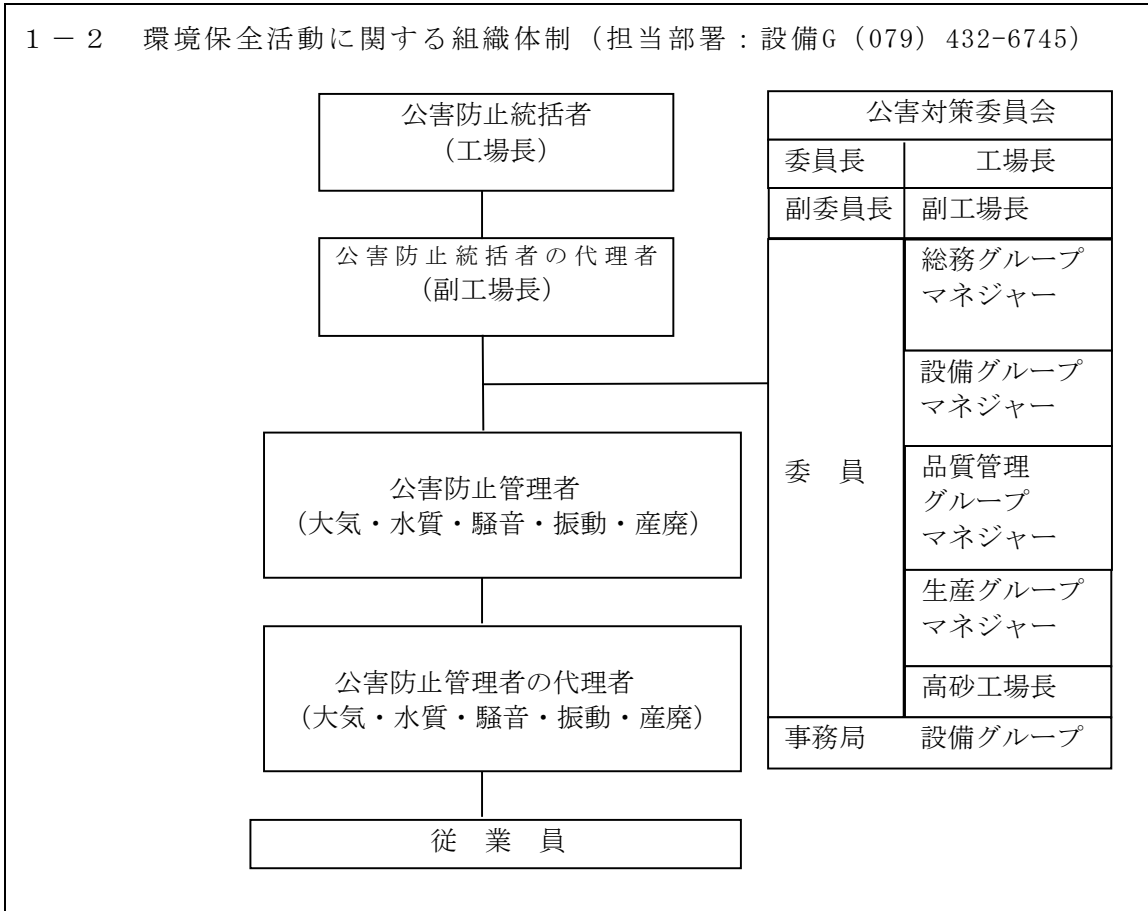 １－２　環境保全活動に関する組織体制（担当部署：設備G（079）432-6745）
公害防止統括者
（工場長）
公害防止統括者の代理者
（副工場長）
公害防止管理者
（大気・水質・騒音・振動・産廃）
公害防止管理者の代理者
（大気・水質・騒音・振動・産廃）
従　業　員
公害対策委員会
委員長　工場長
副委員長　副工場長
委　員
総務グループ
マネジャー
設備グループ
マネジャー
品質管理
グループ
マネジャー
生産グループ
マネジャー
高砂工場長
事務局　設備グループ